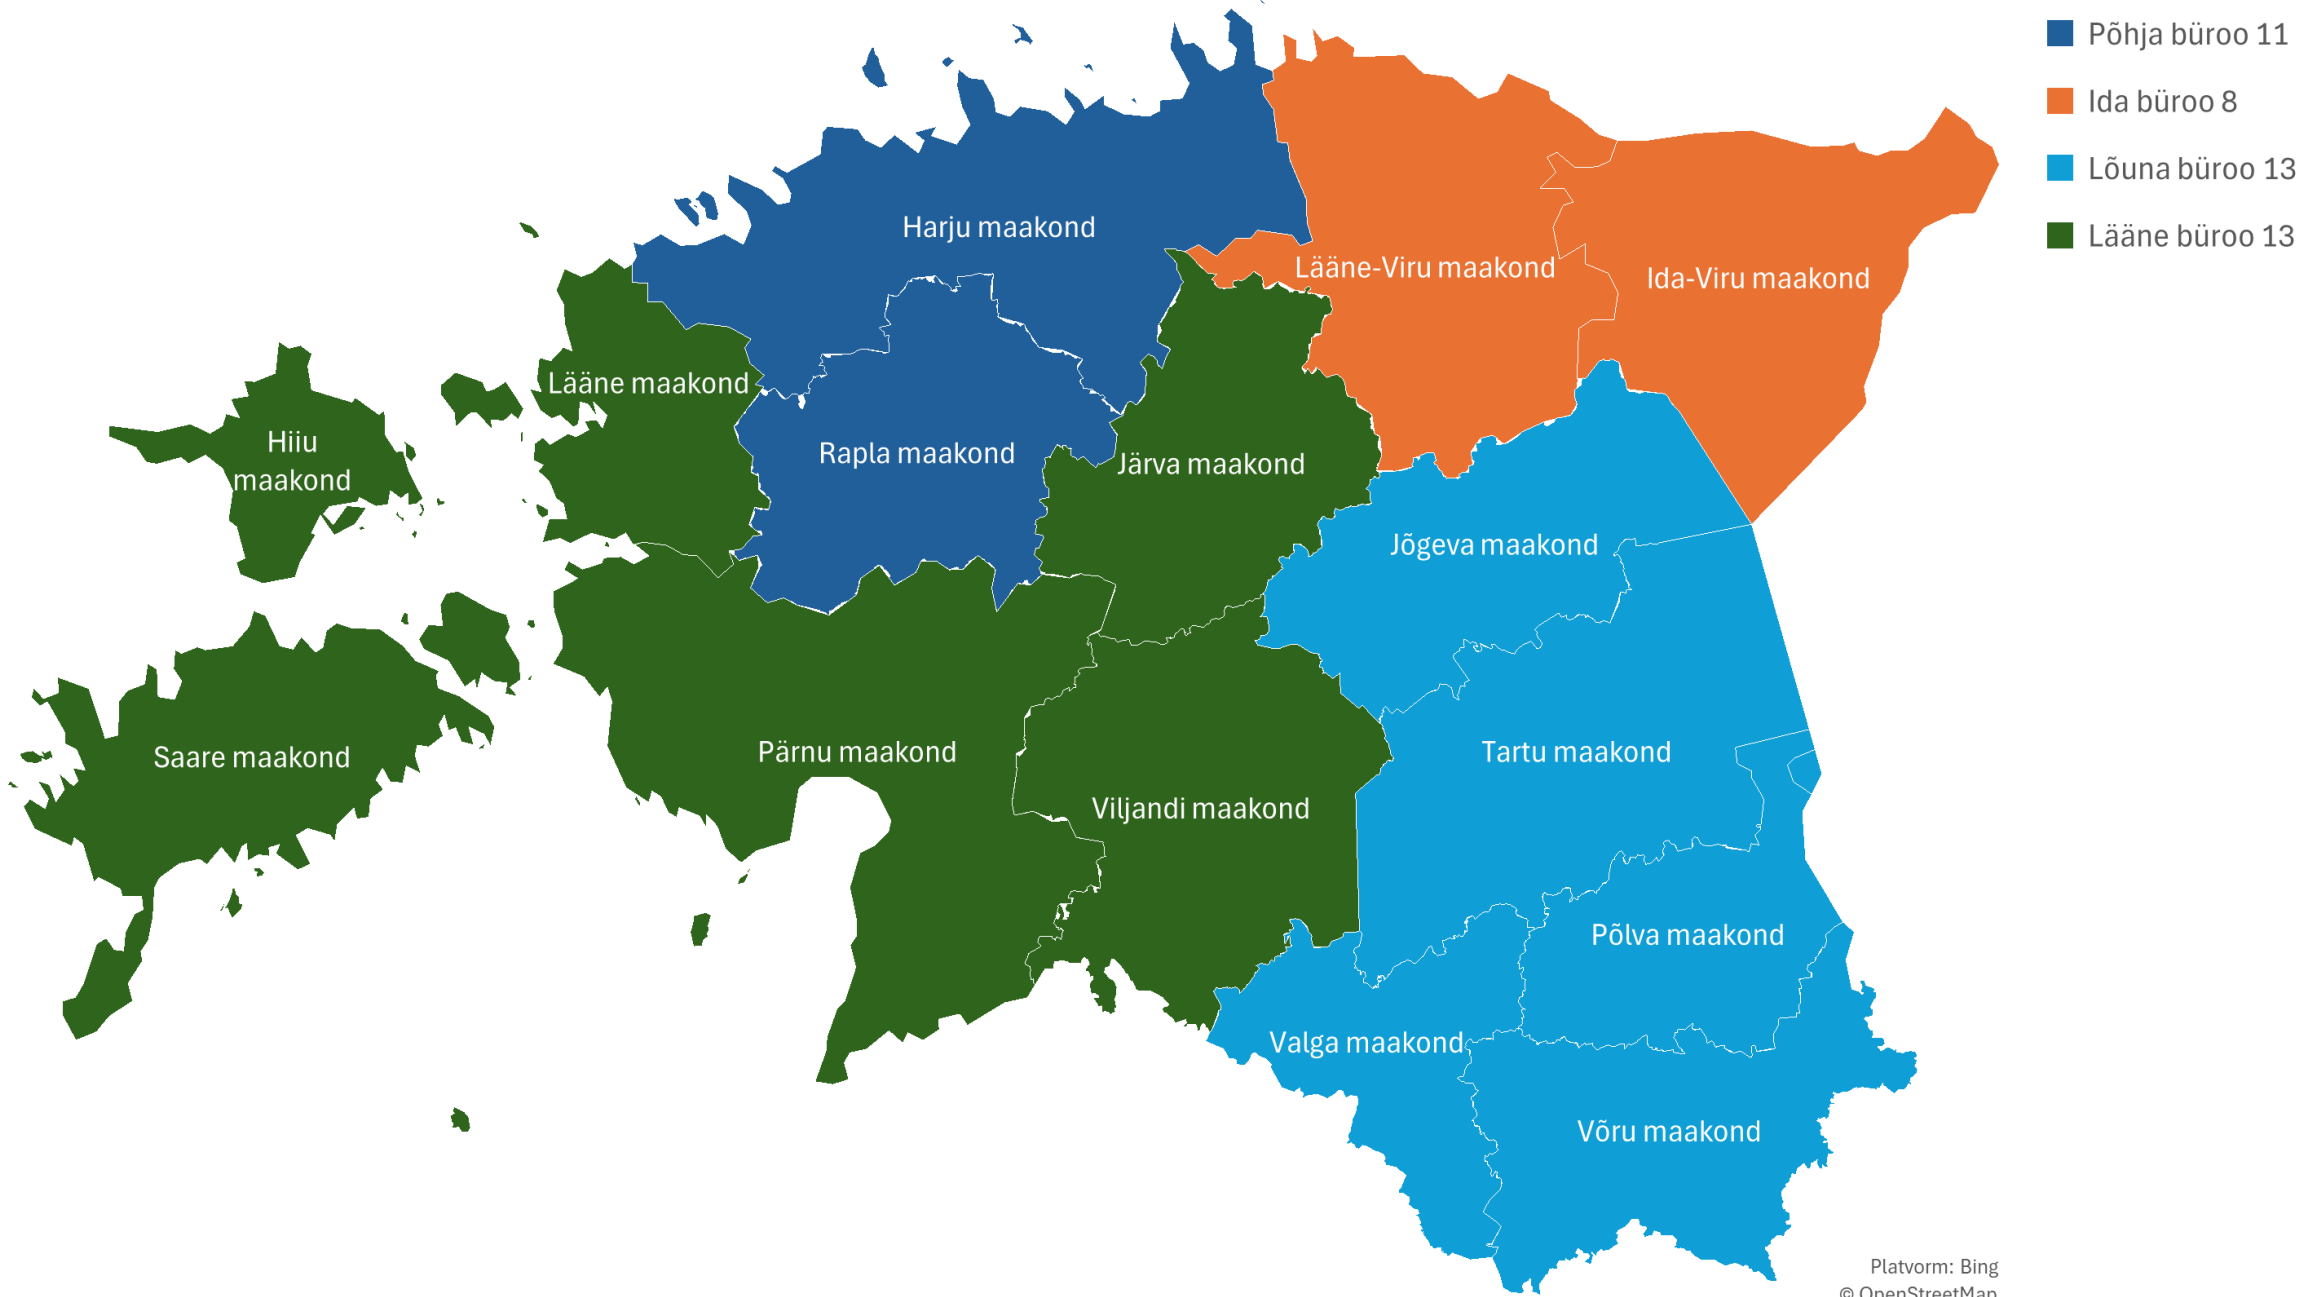 Põhja büroo 11
Ida büroo 8
Lõuna büroo 13
Lääne büroo 13
Harju maakond
Lääne-Viru maakond
Ida-Viru maakond
Lääne maakond
Hiiu
maakond
Rapla maakond
Järva maakond
Jõgeva maakond
Saare maakond
Pärnu maakond
Tartu maakond
Viljandi maakond
Põlva maakond
Valga maakond
Võru maakond
Platvorm: Bing
© OpenStreetMap